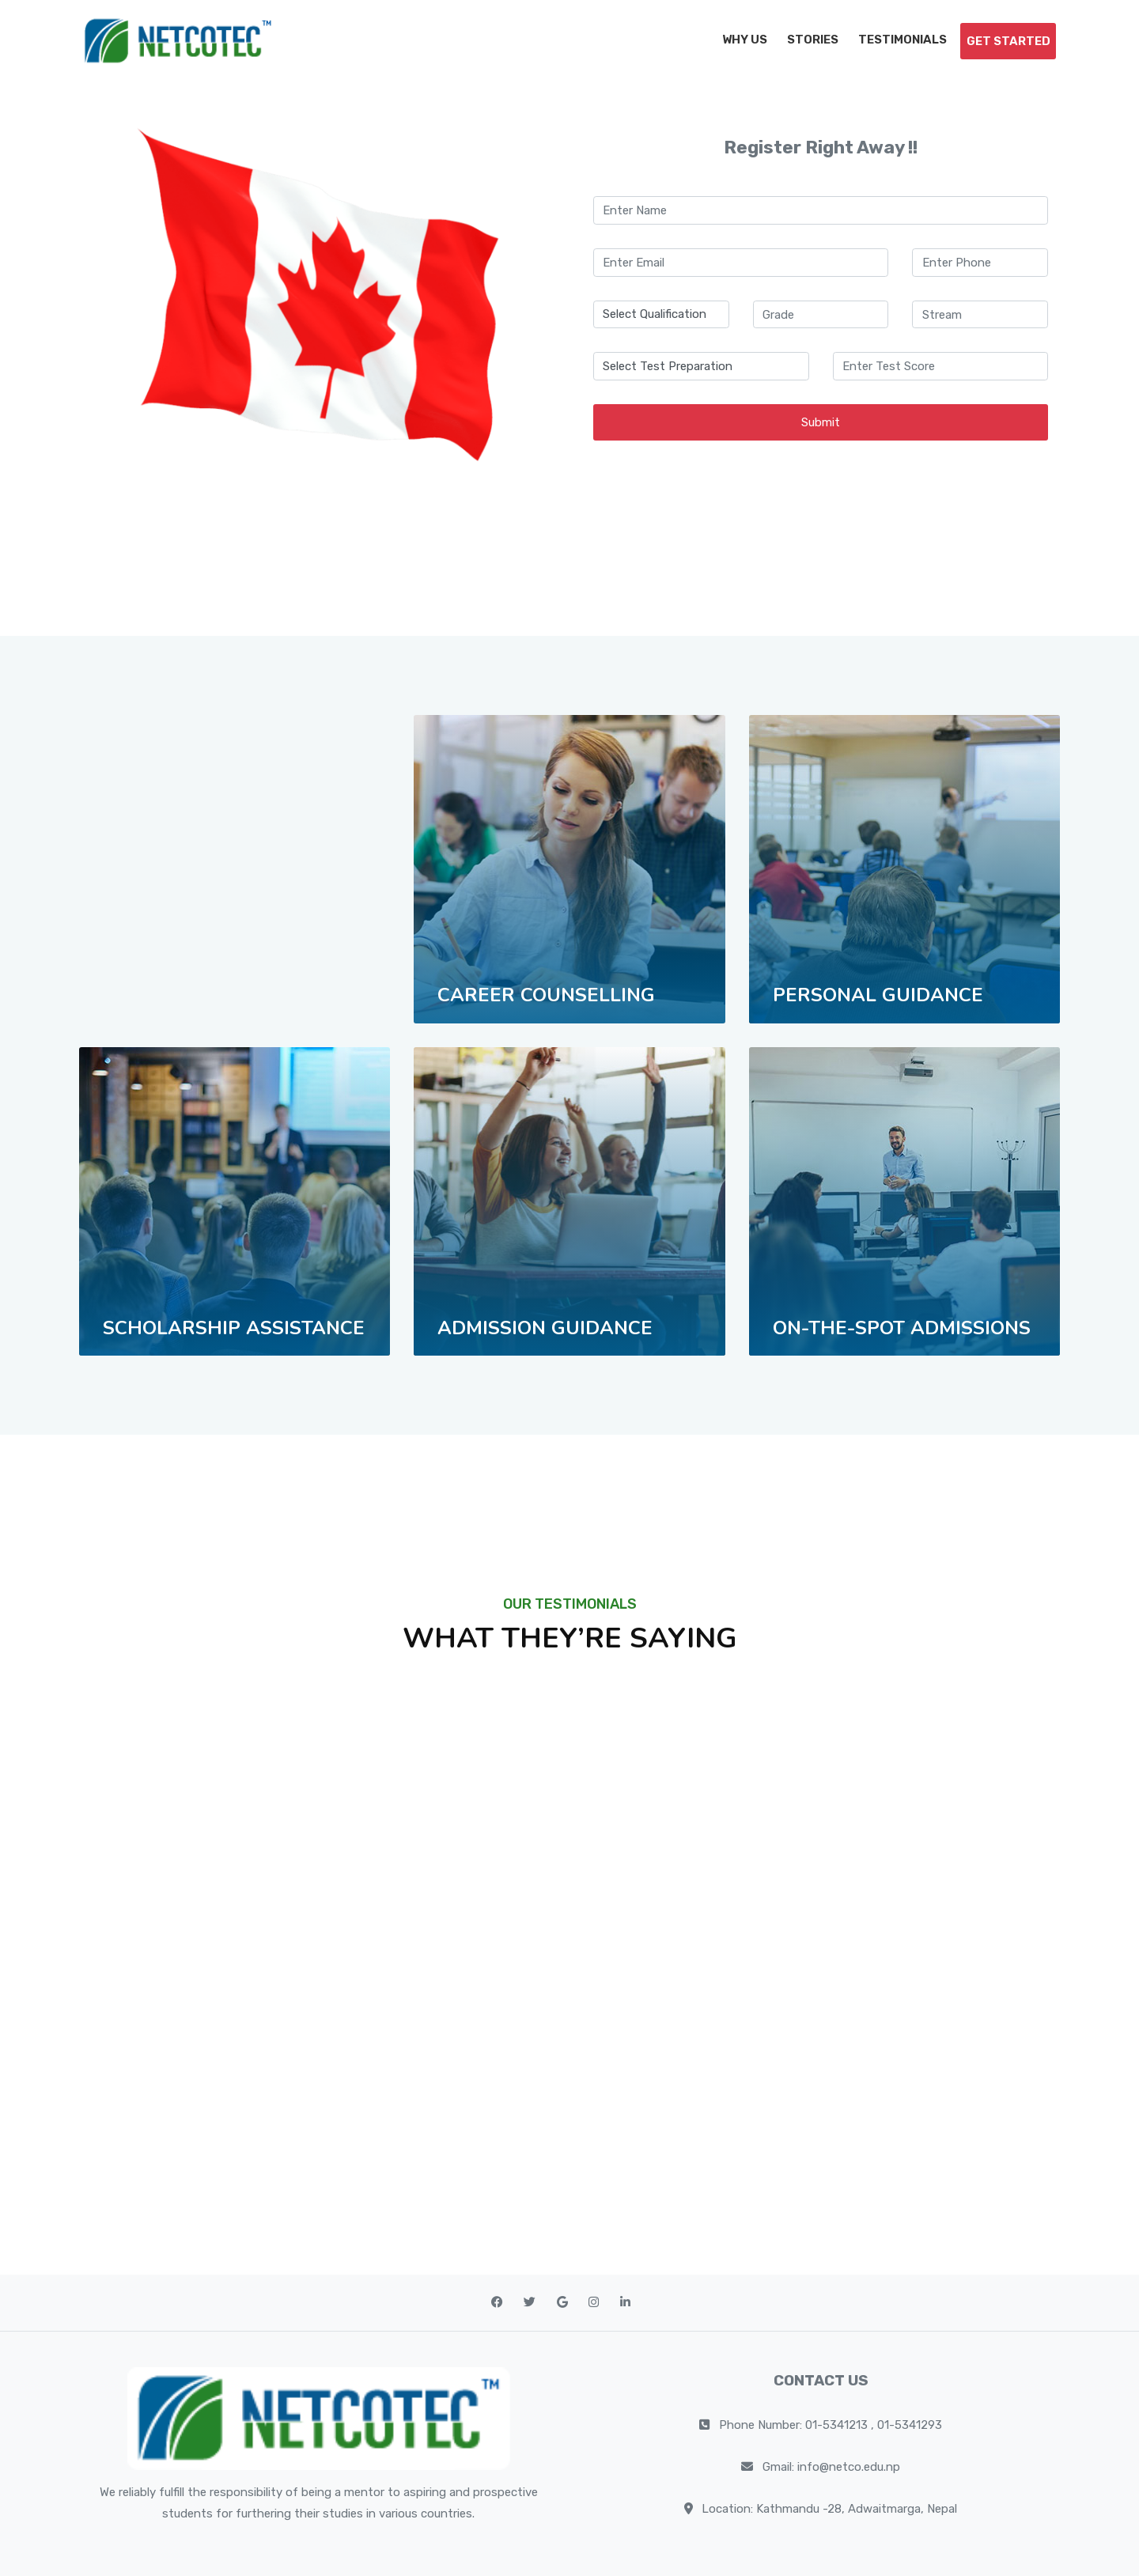 NETCOTEC™
WHY US
STORIES
TESTIMONIALS
GET STARTED
Register Right Away !!
Enter Name
Enter Email
Enter Phone
Select Qualification
Grade
Stream
Select Test Preparation
Enter Test Score
Submit
CAREER COUNSELLING
PERSONAL GUIDANCE
SCHOLARSHIP ASSISTANCE
ADMISSION GUIDANCE
ON-THE-SPOT ADMISSIONS
OUR TESTIMONIALS
WHAT THEY’RE SAYING
NETCOTEC™
We reliably fulfill the responsibility of being a mentor to aspiring and prospective
students for furthering their studies in various countries.
CONTACT US
Phone Number: 01-5341213 , 01-5341293
Gmail: info@netco.edu.np
Location: Kathmandu -28, Adwaitmarga, Nepal